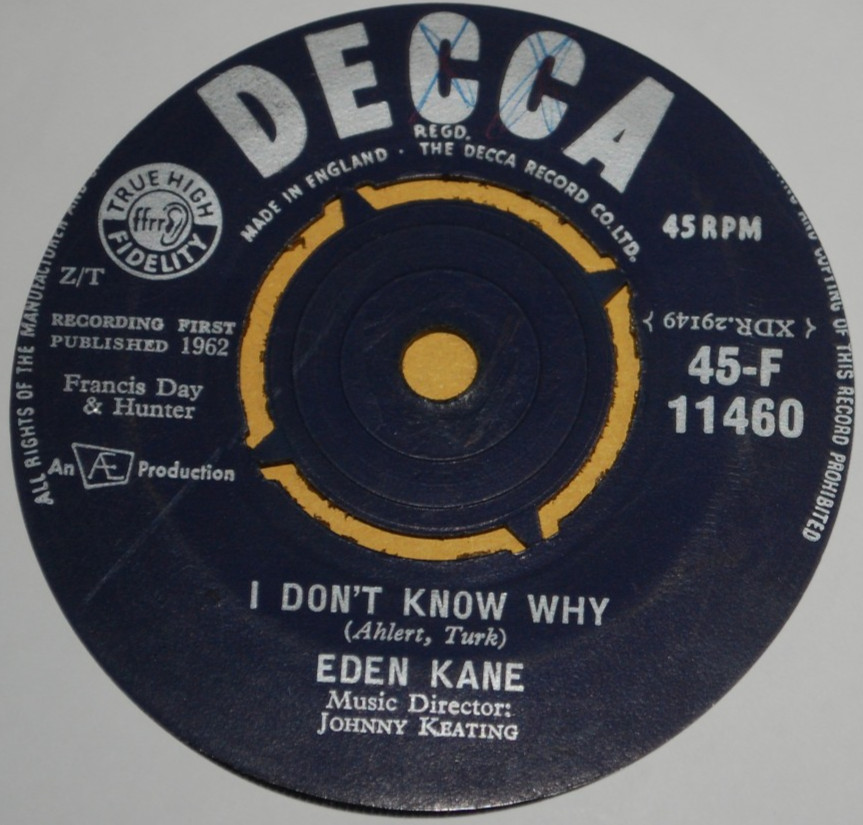 DECCA
REGD.
MADE IN ENGLAND · THE DECCA RECORD CO. LTD.
TRUE HIGH
ffrr
FIDELITY
45 RPM
Z/T
RECORDING FIRST
PUBLISHED 1962
XDR.29149
45-F
11460
Francis Day
& Hunter
An Æ Production
ALL RIGHTS OF THE MANUFACTURER AND
AND COPYING OF THIS RECORD PROHIBITED
I DON'T KNOW WHY
(Ahlert, Turk)
EDEN KANE
Music Director:
JOHNNY KEATING